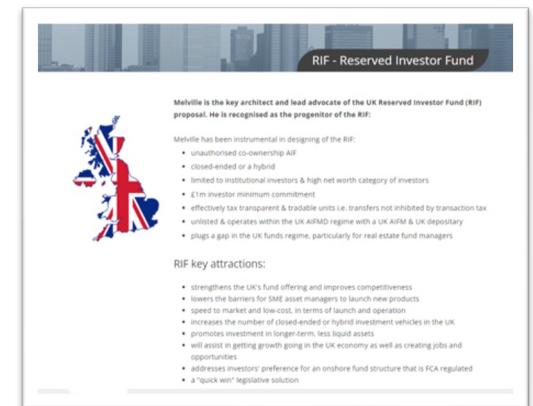 RIF - Reserved Investor Fund
Melville is the key architect and lead advocate of the UK Reserved Investor Fund (RIF)
proposal. He is recognised as the progenitor of the RIF:
Melville has been instrumental in designing of the RIF:
▪ unauthorised co-ownership AIF
▪ closed-ended or a hybrid
▪ limited to institutional investors & high net worth category of investors
▪ £1m investor minimum commitment
▪ effectively tax transparent & tradable units i.e. transfers not inhibited by transaction tax
▪ unlisted & operates within the UK AIFMD regime with a UK AIFM & UK depositary
▪ plugs a gap in the UK funds regime, particularly for real estate fund managers
RIF key attractions:
▪ strengthens the UK's fund offering and improves competitiveness
▪ lowers the barriers for SME asset managers to launch new products
▪ speed to market and low-cost, in terms of launch and operation
▪ increases the number of closed-ended or hybrid investment vehicles in the UK
▪ promotes investment in longer-term, less liquid assets
▪ will assist in getting growth going in the UK economy as well as creating jobs and
opportunities
▪ addresses investors' preference for an onshore fund structure that is FCA regulated
▪ a "quick win" legislative solution